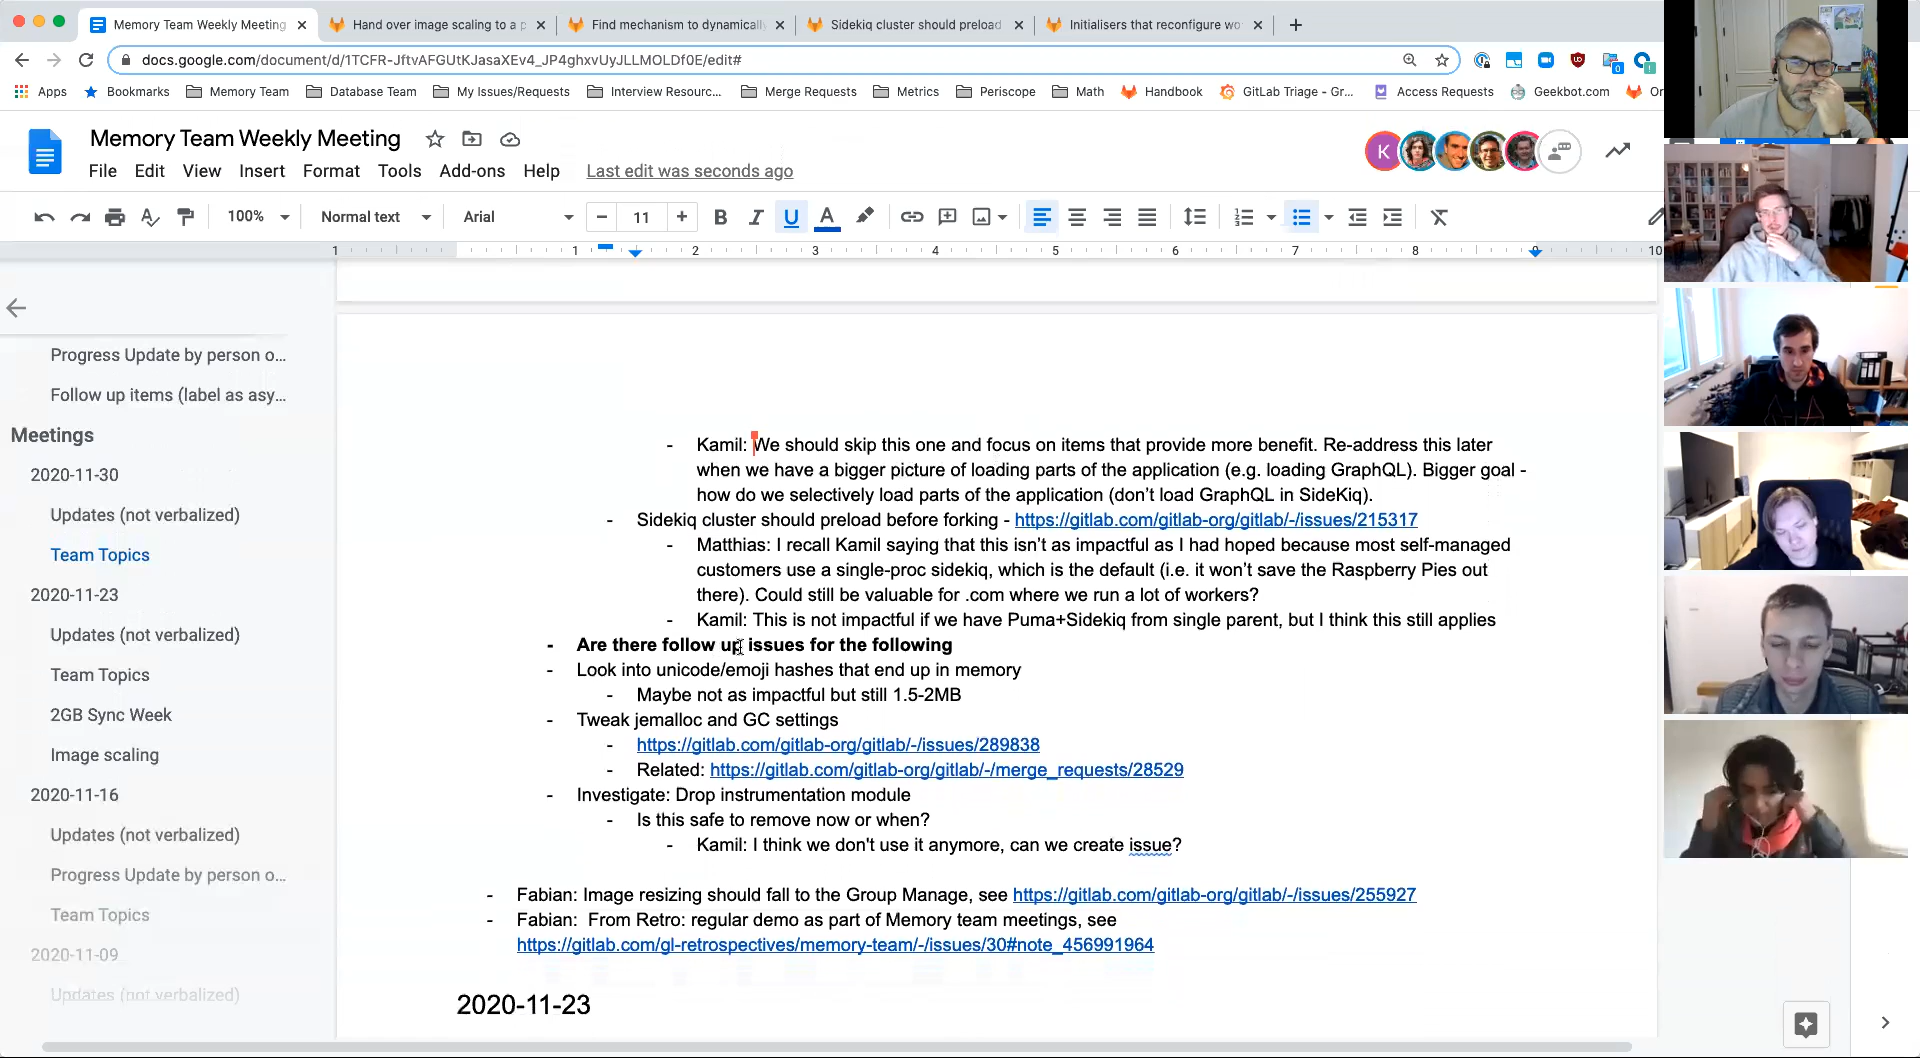 Memory Team Weekly Meeting
Hand over image scaling to a p
Find mechanism to dynamically
Sidekiq cluster should preload
Initialisers that reconfigure wo
docs.google.com/document/d/1TCFR-JftvAFGUtKJasaXEv4_JP4ghxvUyJLLMOLDf0E/edit#
Apps
Bookmarks
Memory Team
Database Team
My Issues/Requests
Interview Resourc...
Merge Requests
Metrics
Periscope
Math
Handbook
GitLab Triage - Gr...
Access Requests
Geekbot.com
Or
Memory Team Weekly Meeting
K
File Edit View Insert Format Tools Add-ons Help
Last edit was seconds ago
100% Normal text Arial 11
1 1 2 3 4 5 6 7 8 9 10
Progress Update by person o...
Follow up items (label as asy...
Meetings
2020-11-30
Updates (not verbalized)
Team Topics
2020-11-23
Updates (not verbalized)
Team Topics
2GB Sync Week
Image scaling
2020-11-16
Updates (not verbalized)
Progress Update by person o...
Team Topics
2020-11-09
Updates (not verbalized)
- Kamil: We should skip this one and focus on items that provide more benefit. Re-address this later
when we have a bigger picture of loading parts of the application (e.g. loading GraphQL). Bigger goal -
how do we selectively load parts of the application (don't load GraphQL in SideKiq).
- Sidekiq cluster should preload before forking - https://gitlab.com/gitlab-org/gitlab/-/issues/215317
- Matthias: I recall Kamil saying that this isn't as impactful as I had hoped because most self-managed
customers use a single-proc sidekiq, which is the default (i.e. it won't save the Raspberry Pies out
there). Could still be valuable for .com where we run a lot of workers?
- Kamil: This is not impactful if we have Puma+Sidekiq from single parent, but I think this still applies
- Are there follow up issues for the following
- Look into unicode/emoji hashes that end up in memory
- Maybe not as impactful but still 1.5-2MB
- Tweak jemalloc and GC settings
- https://gitlab.com/gitlab-org/gitlab/-/issues/289838
- Related: https://gitlab.com/gitlab-org/gitlab/-/merge_requests/28529
- Investigate: Drop instrumentation module
- Is this safe to remove now or when?
- Kamil: I think we don't use it anymore, can we create issue?
- Fabian: Image resizing should fall to the Group Manage, see https://gitlab.com/gitlab-org/gitlab/-/issues/255927
- Fabian: From Retro: regular demo as part of Memory team meetings, see
https://gitlab.com/gl-retrospectives/memory-team/-/issues/30#note_456991964
2020-11-23